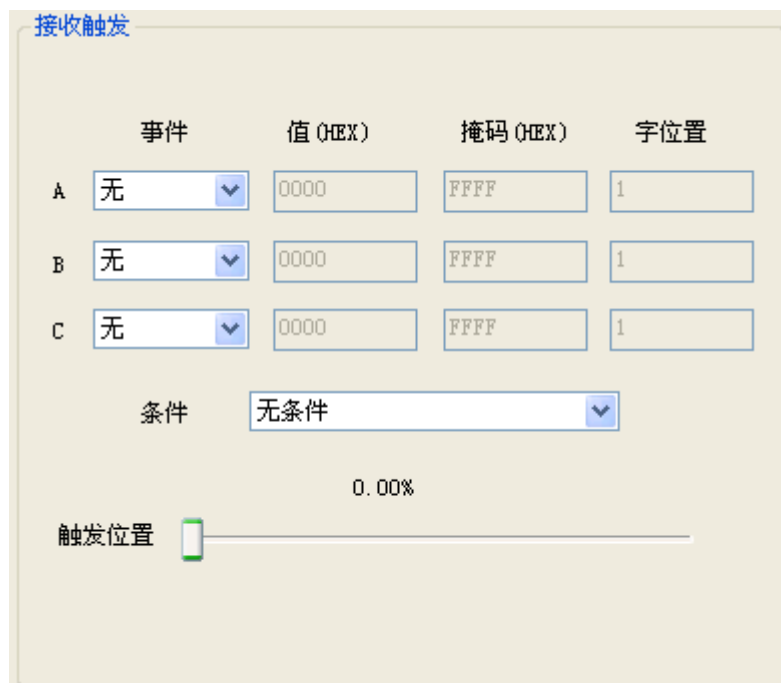 接收触发
事件 值(HEX) 掩码(HEX) 字位置
A 无 0000 FFFF 1
B 无 0000 FFFF 1
C 无 0000 FFFF 1
条件 无条件
0.00%
触发位置